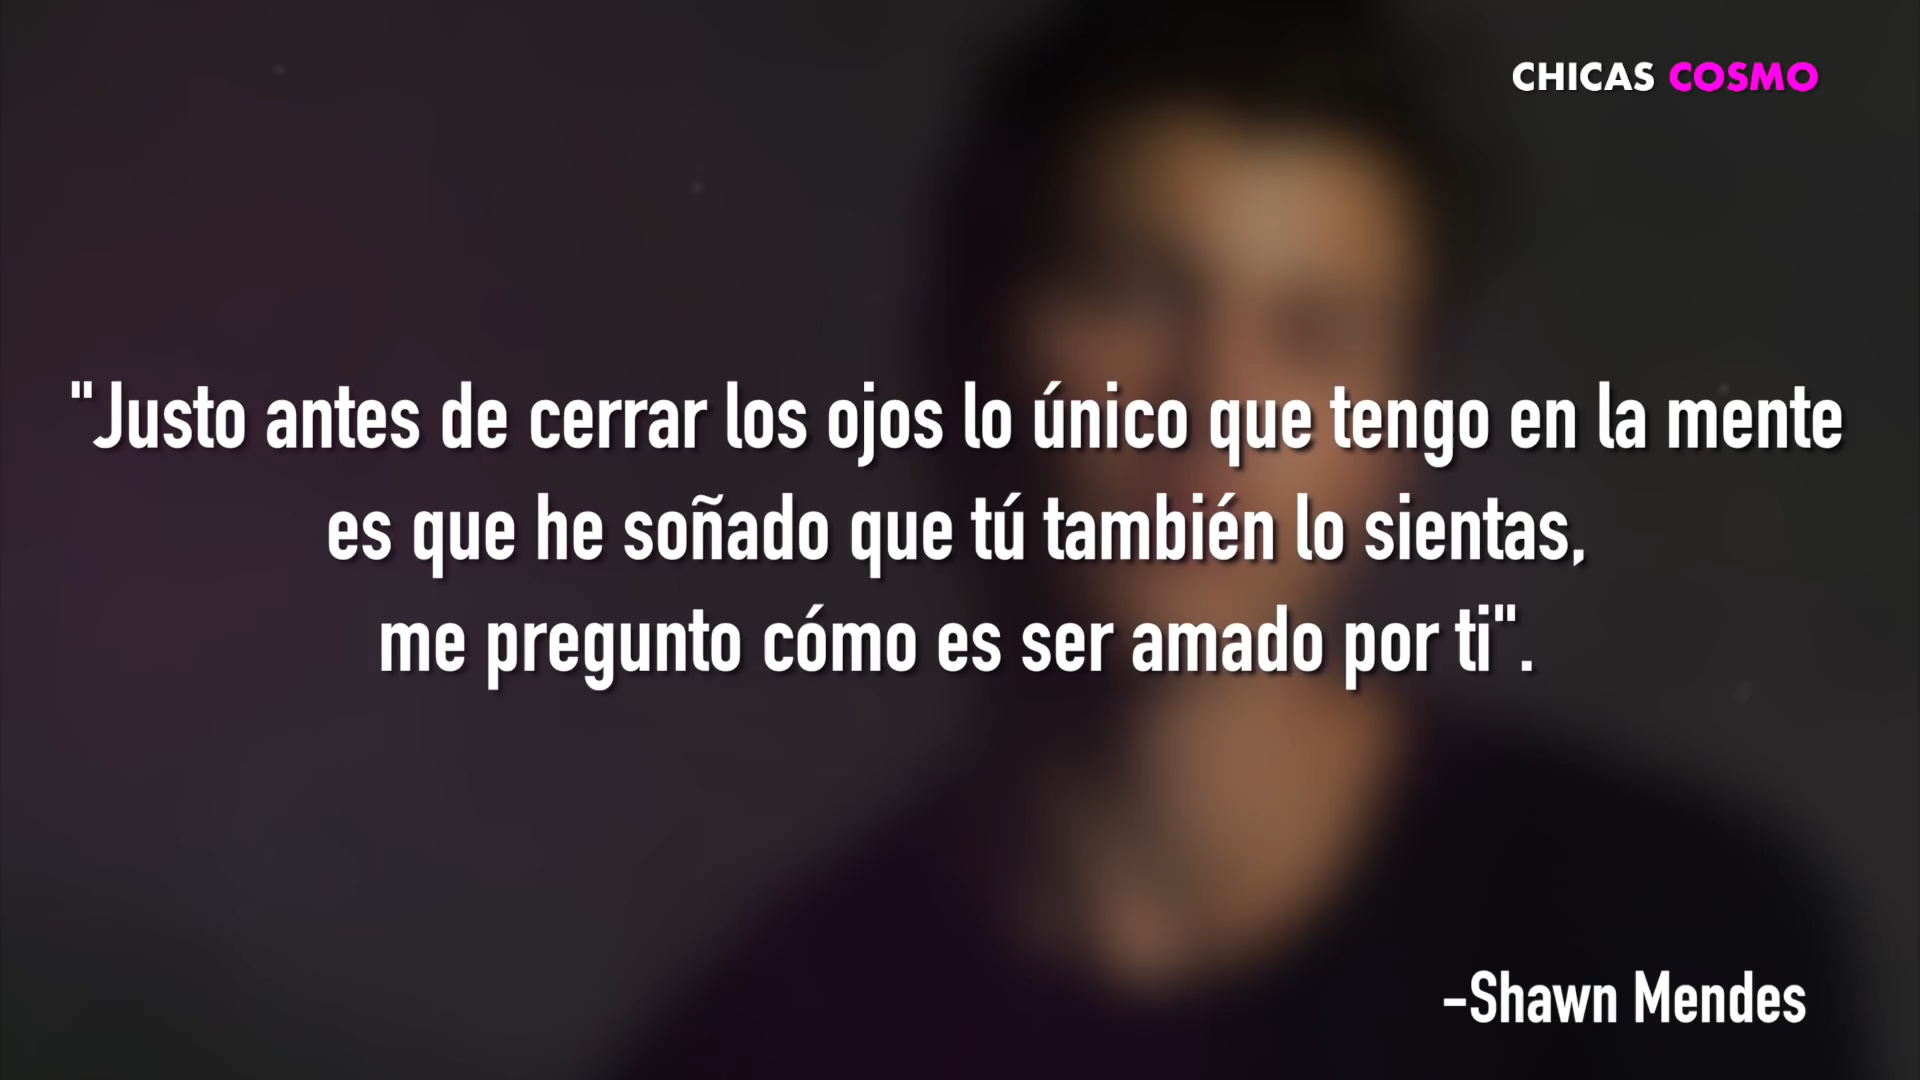 CHICAS COSMO
"Justo antes de cerrar los ojos lo único que tengo en la mente
es que he soñado que tú también lo sientas,
me pregunto cómo es ser amado por ti".
-Shawn Mendes